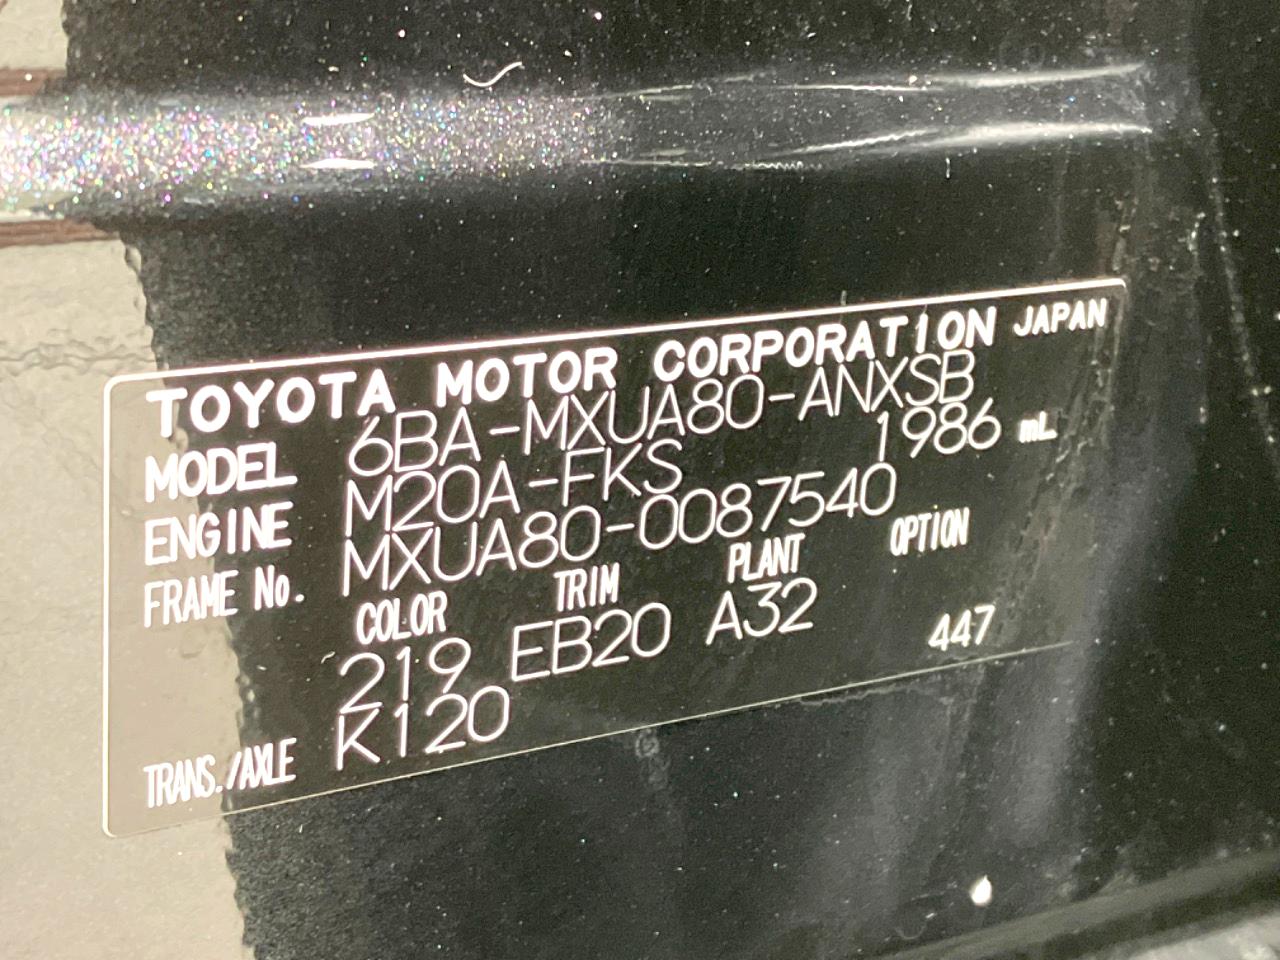 TOYOTA MOTOR CORPORATION JAPAN
MODEL 6BA-MXUA80-ANXSB
ENGINE M20A-FKS 1986 mL
FRAME No. MXUA80-0087540
COLOR TRIM PLANT OPTION
219 EB20 A32 447
TRANS./AXLE K120